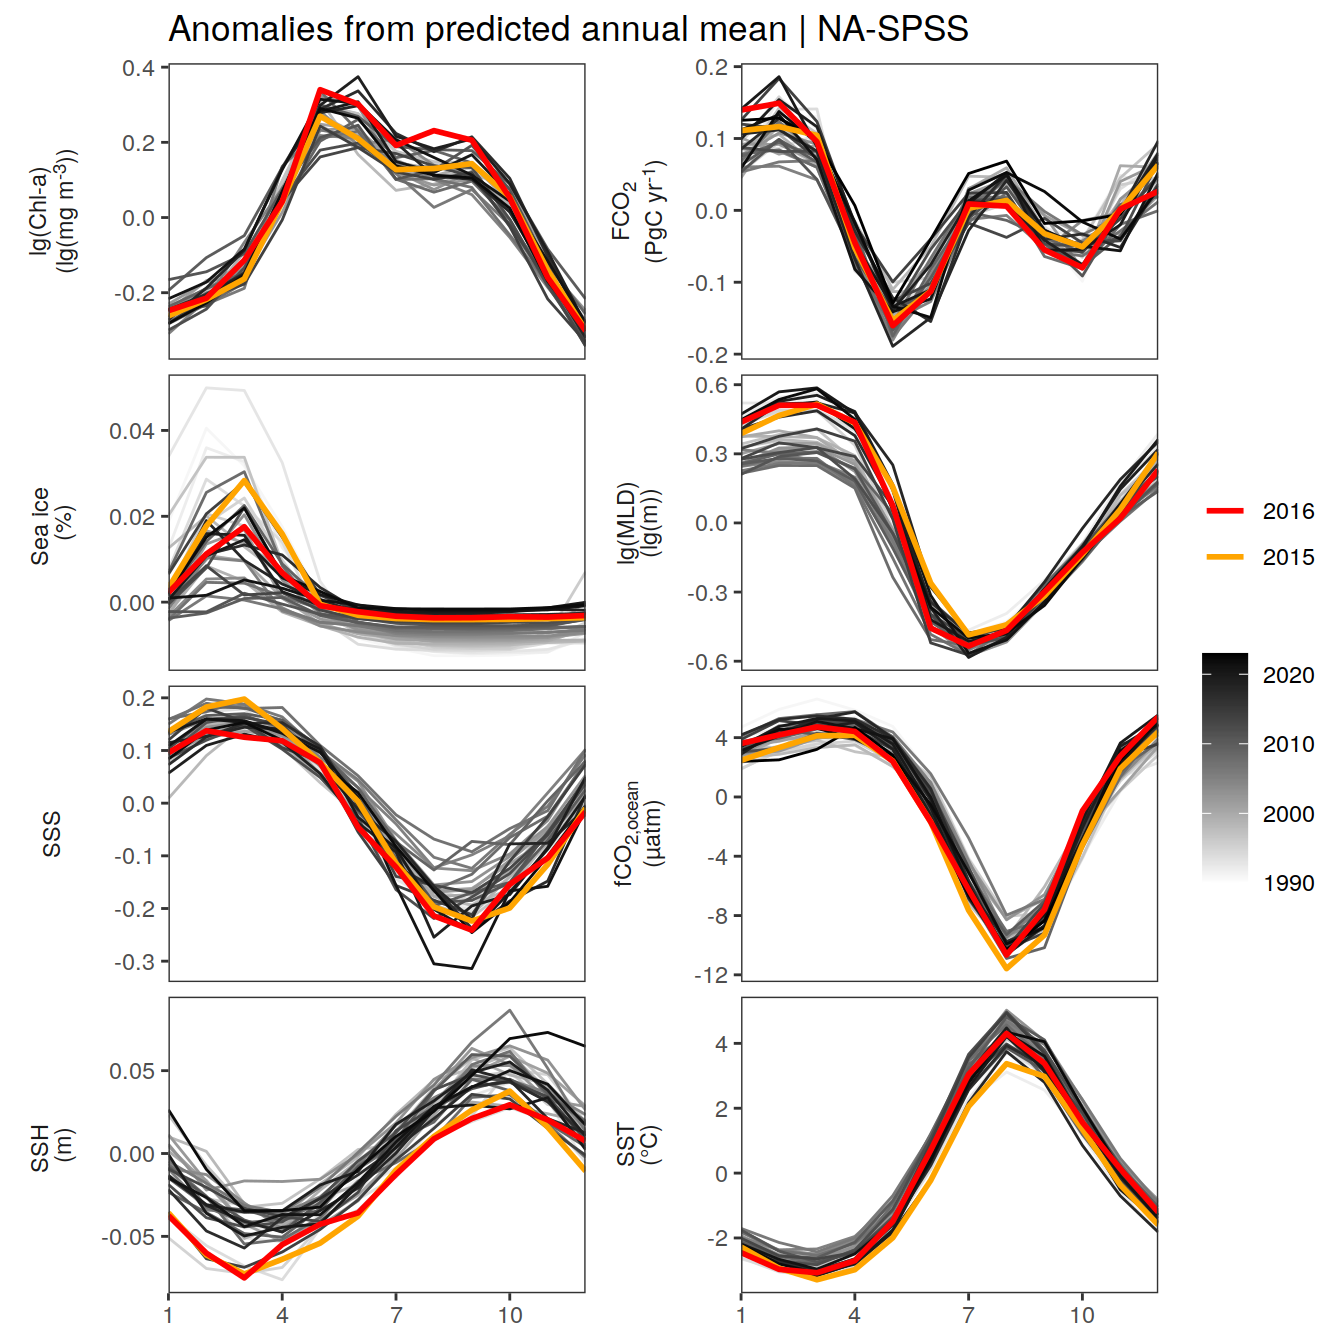 Anomalies from predicted annual mean | NA-SPSS
lg(Chl-a)
(lg(mg m⁻³))
0.4
0.2
0.0
-0.2
FCO₂
(PgC yr⁻¹)
0.2
0.1
0.0
-0.1
-0.2
Sea ice
(%)
0.04
0.02
0.00
lg(MLD)
(lg(m))
0.6
0.3
0.0
-0.3
-0.6
SSS
0.2
0.1
0.0
-0.1
-0.2
-0.3
fCO₂,ocean
(µatm)
4
0
-4
-8
-12
SSH
(m)
0.05
0.00
-0.05
SST
(°C)
4
2
0
-2
1 4 7 10
1 4 7 10
2016
2015
2020
2010
2000
1990